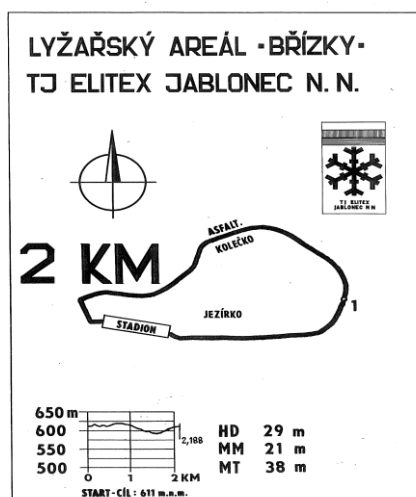 LYŽAŘSKÝ AREÁL -BŘÍZKY-
TJ ELITEX JABLONEC N. N.
TJ ELITEX
JABLONEC N N
2 KM
ASFALT.
KOLEČKO
JEZÍRKO
1
STADION
650 m
600
550
500
2,188
0 1 2 KM
START-CÍL : 611 m.n.m.
HD 29 m
MM 21 m
MT 38 m